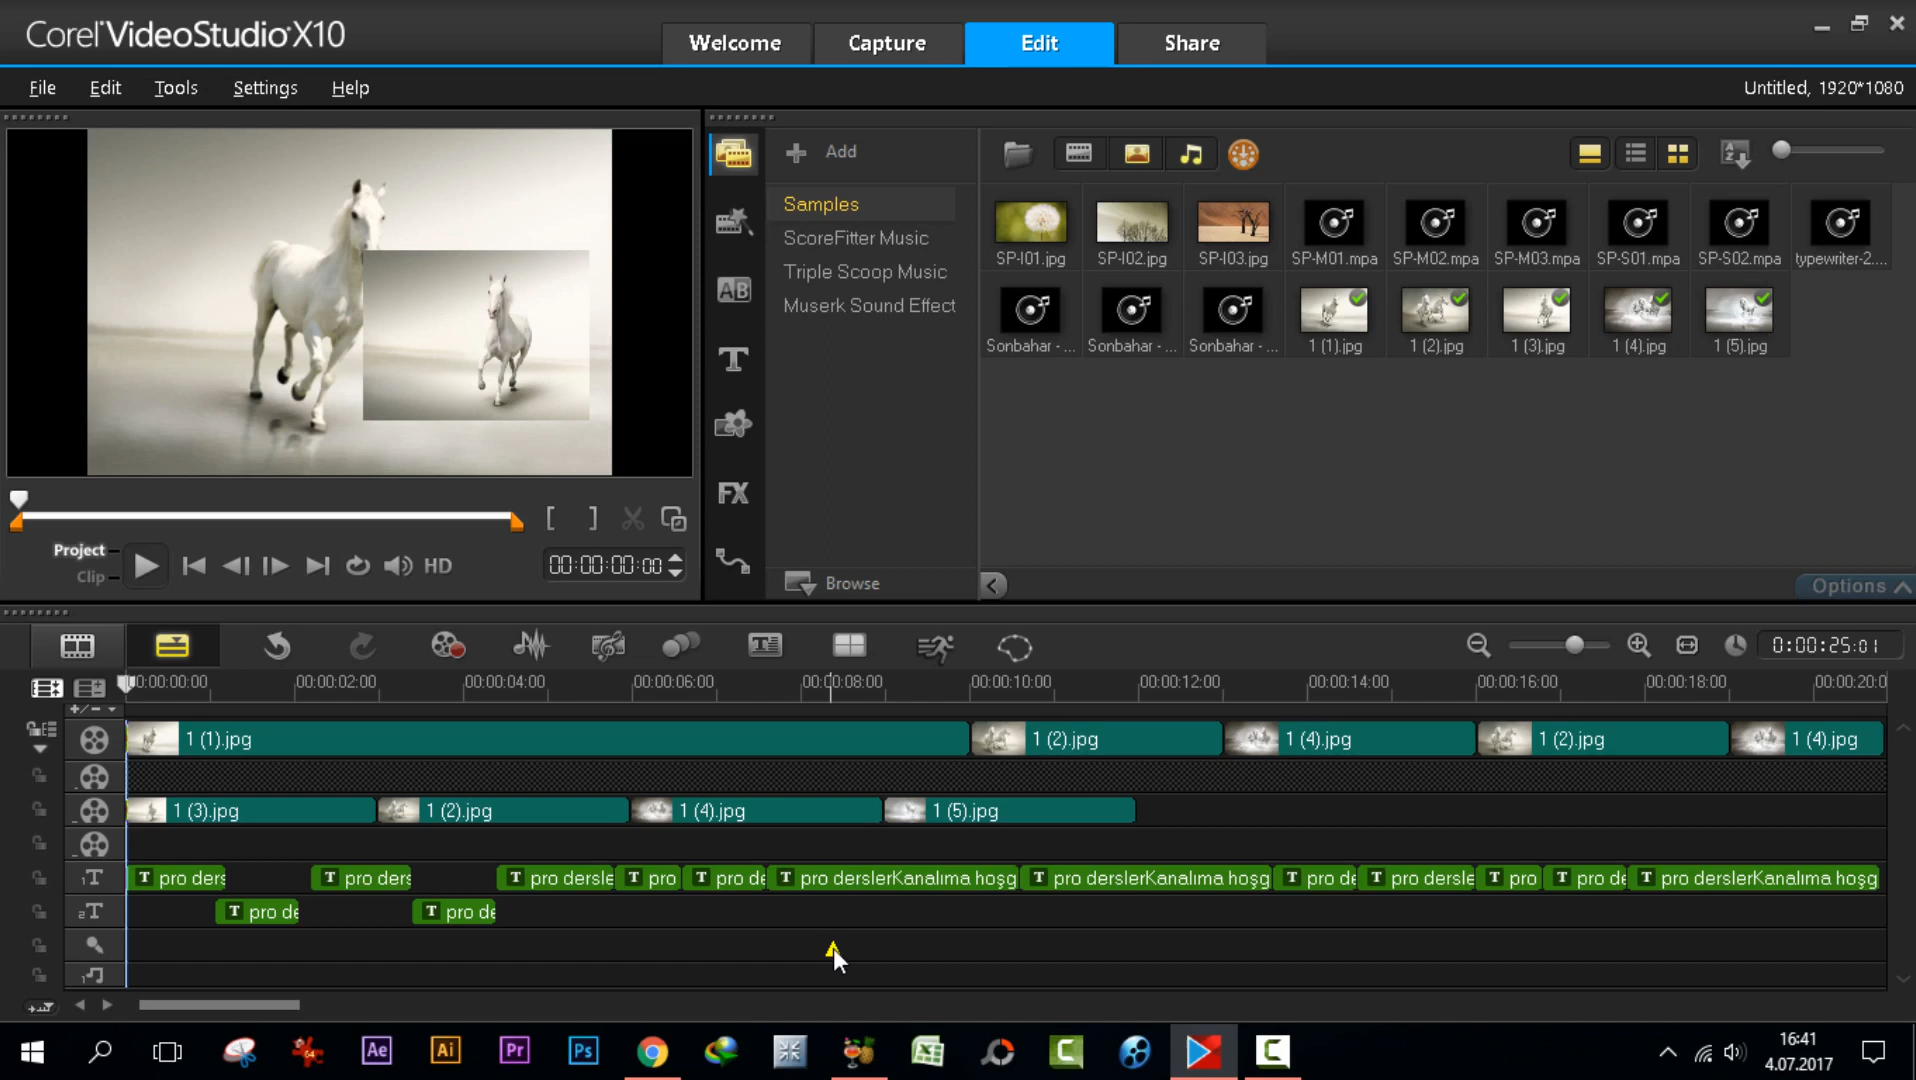 Corel VideoStudio X10
Welcome
Capture
Edit
Share
File
Edit
Tools
Settings
Help
Untitled, 1920*1080
Add
Samples
ScoreFitter Music
Triple Scoop Music
Muserk Sound Effect
Browse
SP-I01.jpg
SP-I02.jpg
SP-I03.jpg
SP-M01.mpa
SP-M02.mpa
SP-M03.mpa
SP-S01.mpa
SP-S02.mpa
typewriter-2....
Sonbahar - ...
Sonbahar - ...
Sonbahar - ...
1 (1).jpg
1 (2).jpg
1 (3).jpg
1 (4).jpg
1 (5).jpg
AB
T
FX
Project
Clip
HD
00:00:00:00
Options
0:00:25:01
00:00:00:00
00:00:02:00
00:00:04:00
00:00:06:00
00:00:08:00
00:00:10:00
00:00:12:00
00:00:14:00
00:00:16:00
00:00:18:00
00:00:20:0
1 (1).jpg
1 (2).jpg
1 (4).jpg
1 (2).jpg
1 (4).jpg
1 (3).jpg
1 (2).jpg
1 (4).jpg
1 (5).jpg
1T
T pro ders
T pro ders
T pro dersle
T pro
T pro de
T pro derslerKanalıma hoşg
T pro derslerKanalıma hoşg
T pro de
T pro dersle
T pro
T pro de
T pro derslerKanalıma hoşg
2T
T pro de
T pro de
Ae
Ai
Pr
Ps
C
C
16:41
4.07.2017